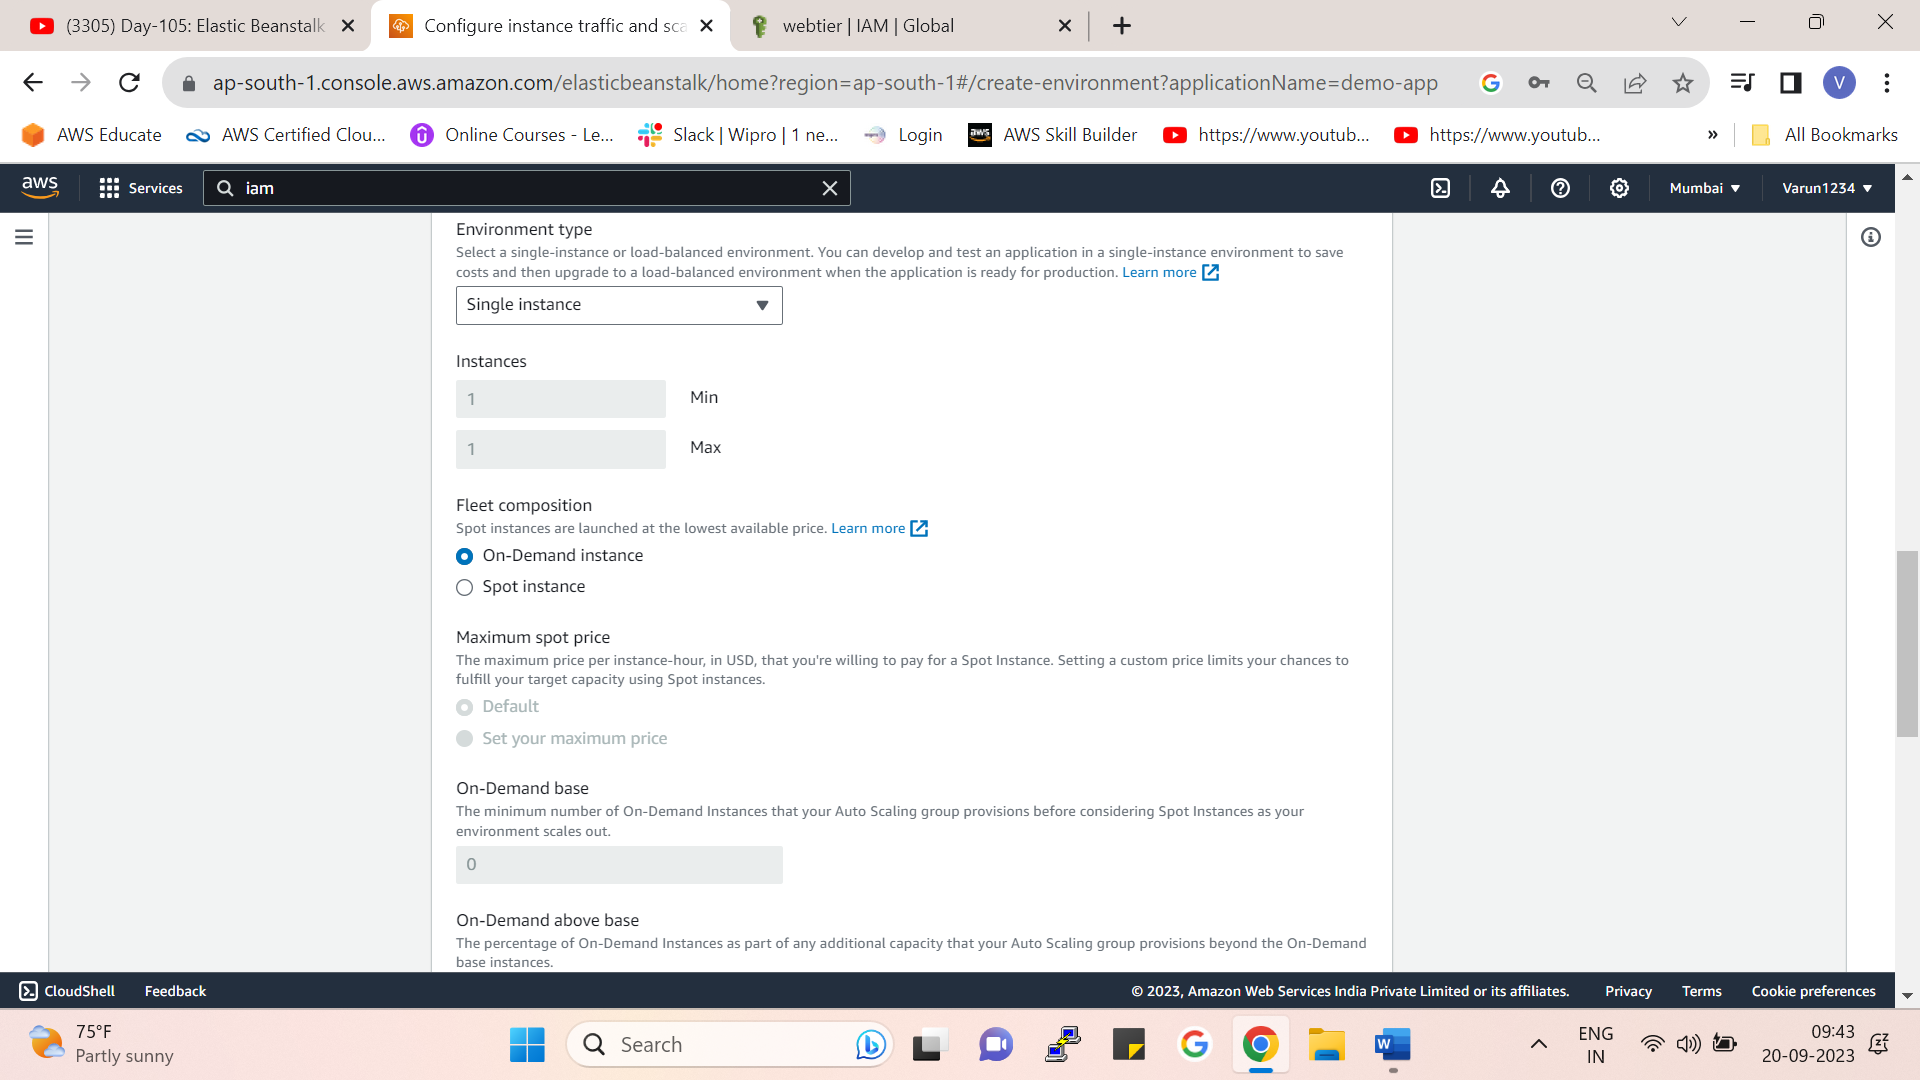 (3305) Day-105: Elastic Beanstalk
Configure instance traffic and sca
webtier | IAM | Global
ap-south-1.console.aws.amazon.com/elasticbeanstalk/home?region=ap-south-1#/create-environment?applicationName=demo-app
V
AWS Educate
AWS Certified Clou...
Online Courses - Le...
Slack | Wipro | 1 ne...
Login
AWS Skill Builder
https://www.youtub...
https://www.youtub...
»
All Bookmarks
aws
Services
iam
Mumbai
Varun1234
Environment type
Select a single-instance or load-balanced environment. You can develop and test an application in a single-instance environment to save
costs and then upgrade to a load-balanced environment when the application is ready for production. Learn more
Single instance
Instances
1 Min
1 Max
Fleet composition
Spot instances are launched at the lowest available price. Learn more
On-Demand instance
Spot instance
Maximum spot price
The maximum price per instance-hour, in USD, that you're willing to pay for a Spot Instance. Setting a custom price limits your chances to
fulfill your target capacity using Spot instances.
Default
Set your maximum price
On-Demand base
The minimum number of On-Demand Instances that your Auto Scaling group provisions before considering Spot Instances as your
environment scales out.
0
On-Demand above base
The percentage of On-Demand Instances as part of any additional capacity that your Auto Scaling group provisions beyond the On-Demand
base instances.
CloudShell
Feedback
© 2023, Amazon Web Services India Private Limited or its affiliates.
Privacy
Terms
Cookie preferences
75°F
Partly sunny
Search
ENG
IN
09:43
20-09-2023